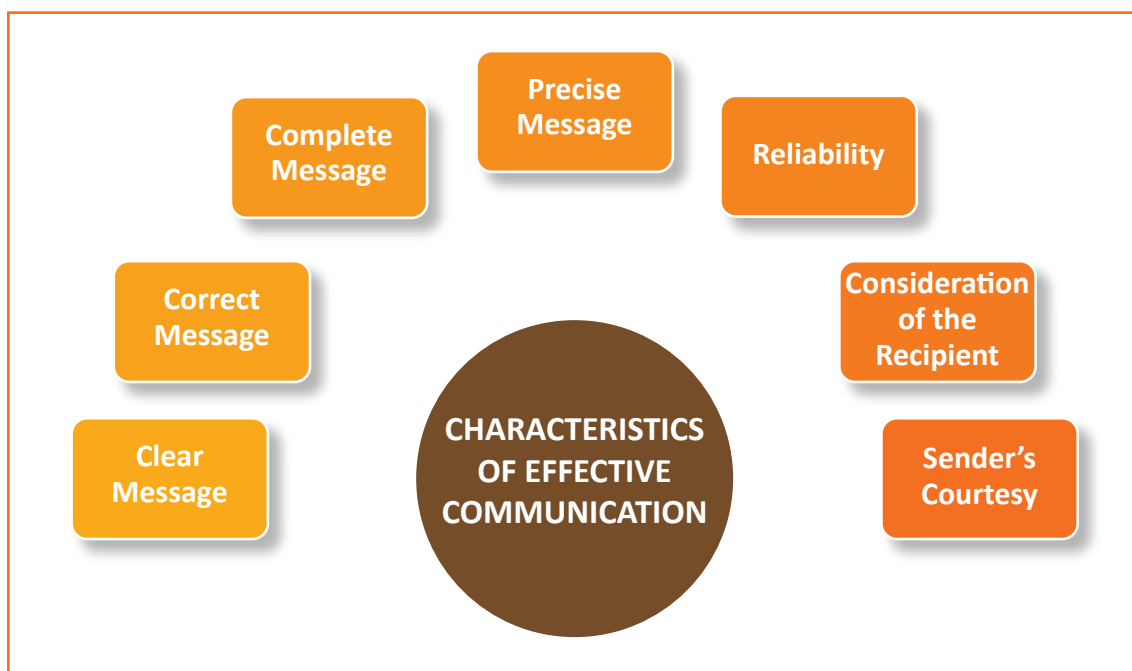 Precise
Message
Complete
Message
Reliability
Correct
Message
Consideration
of the
Recipient
Clear
Message
CHARACTERISTICS
OF EFFECTIVE
COMMUNICATION
Sender’s
Courtesy